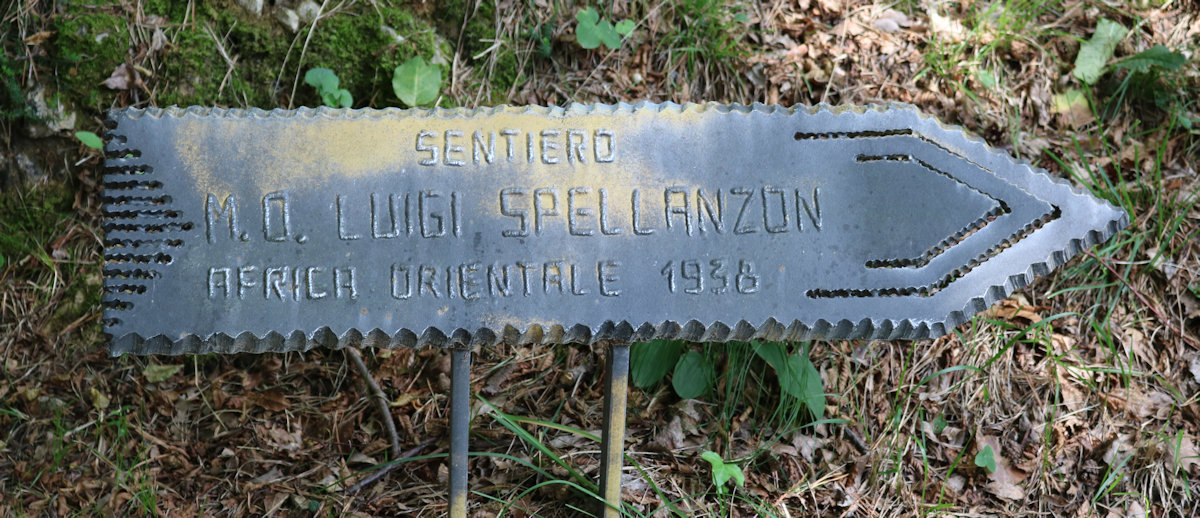 SENTIERO
M.O. LUIGI SPELLANZON
AFRICA ORIENTALE 1938